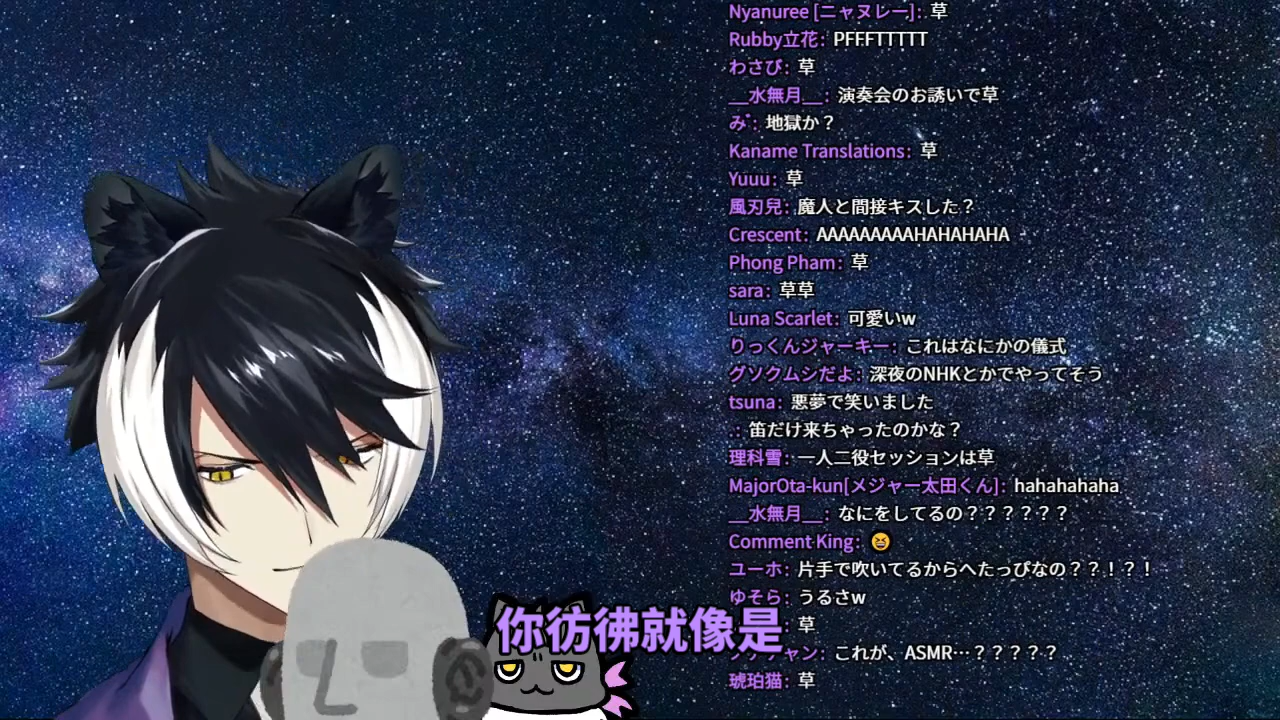 Nyanuree [ニャヌレー]: 草
Rubby立花: PFFFTTTTT
わさび: 草
__水無月__: 演奏会のお誘いで草
み゜: 地獄か？
Kaname Translations: 草
Yuuu: 草
風刃兒: 魔人と間接キスした？
Crescent: AAAAAAAAAHAHAHAHA
Phong Pham: 草
sara: 草草
Luna Scarlet: 可愛いw
りっくんジャーキー: これはなにかの儀式
グソクムシだよ: 深夜のNHKとかでやってそう
tsuna: 悪夢で笑いました
.: 笛だけ来ちゃったのかな？
理科雪: 一人二役セッションは草
MajorOta-kun[メジャー太田くん]: hahahahaha
__水無月__: なにをしてるの？？？？？？
Comment King: 😆
ユーホ: 片手で吹いてるからへたっぴなの？？！？！
ゆそら: うるさw
: 草
チャン: これが、ASMR…？？？？？
琥珀猫: 草
你彷彿就像是